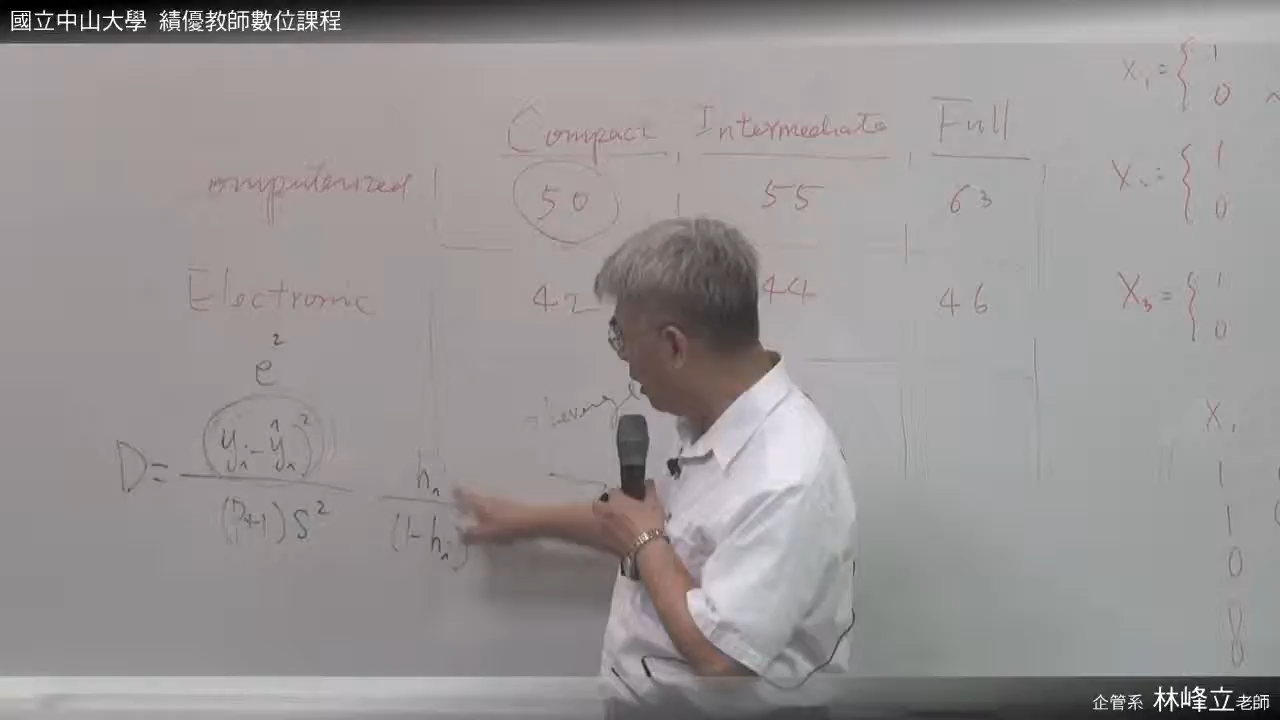 國立中山大學 績優教師數位課程
Compact Intermediate Full
omputerized 50 55 63
Electronic 42 44 46
X₁ = { 1
0
X₂ = { 1
0
X₃ = { 1
0
e²
D = (yᵢ - ŷᵢ)² hᵢ
(p+1) S² (1-hᵢ)
X₁
1
1
0
0
0
企管系 林峰立老師